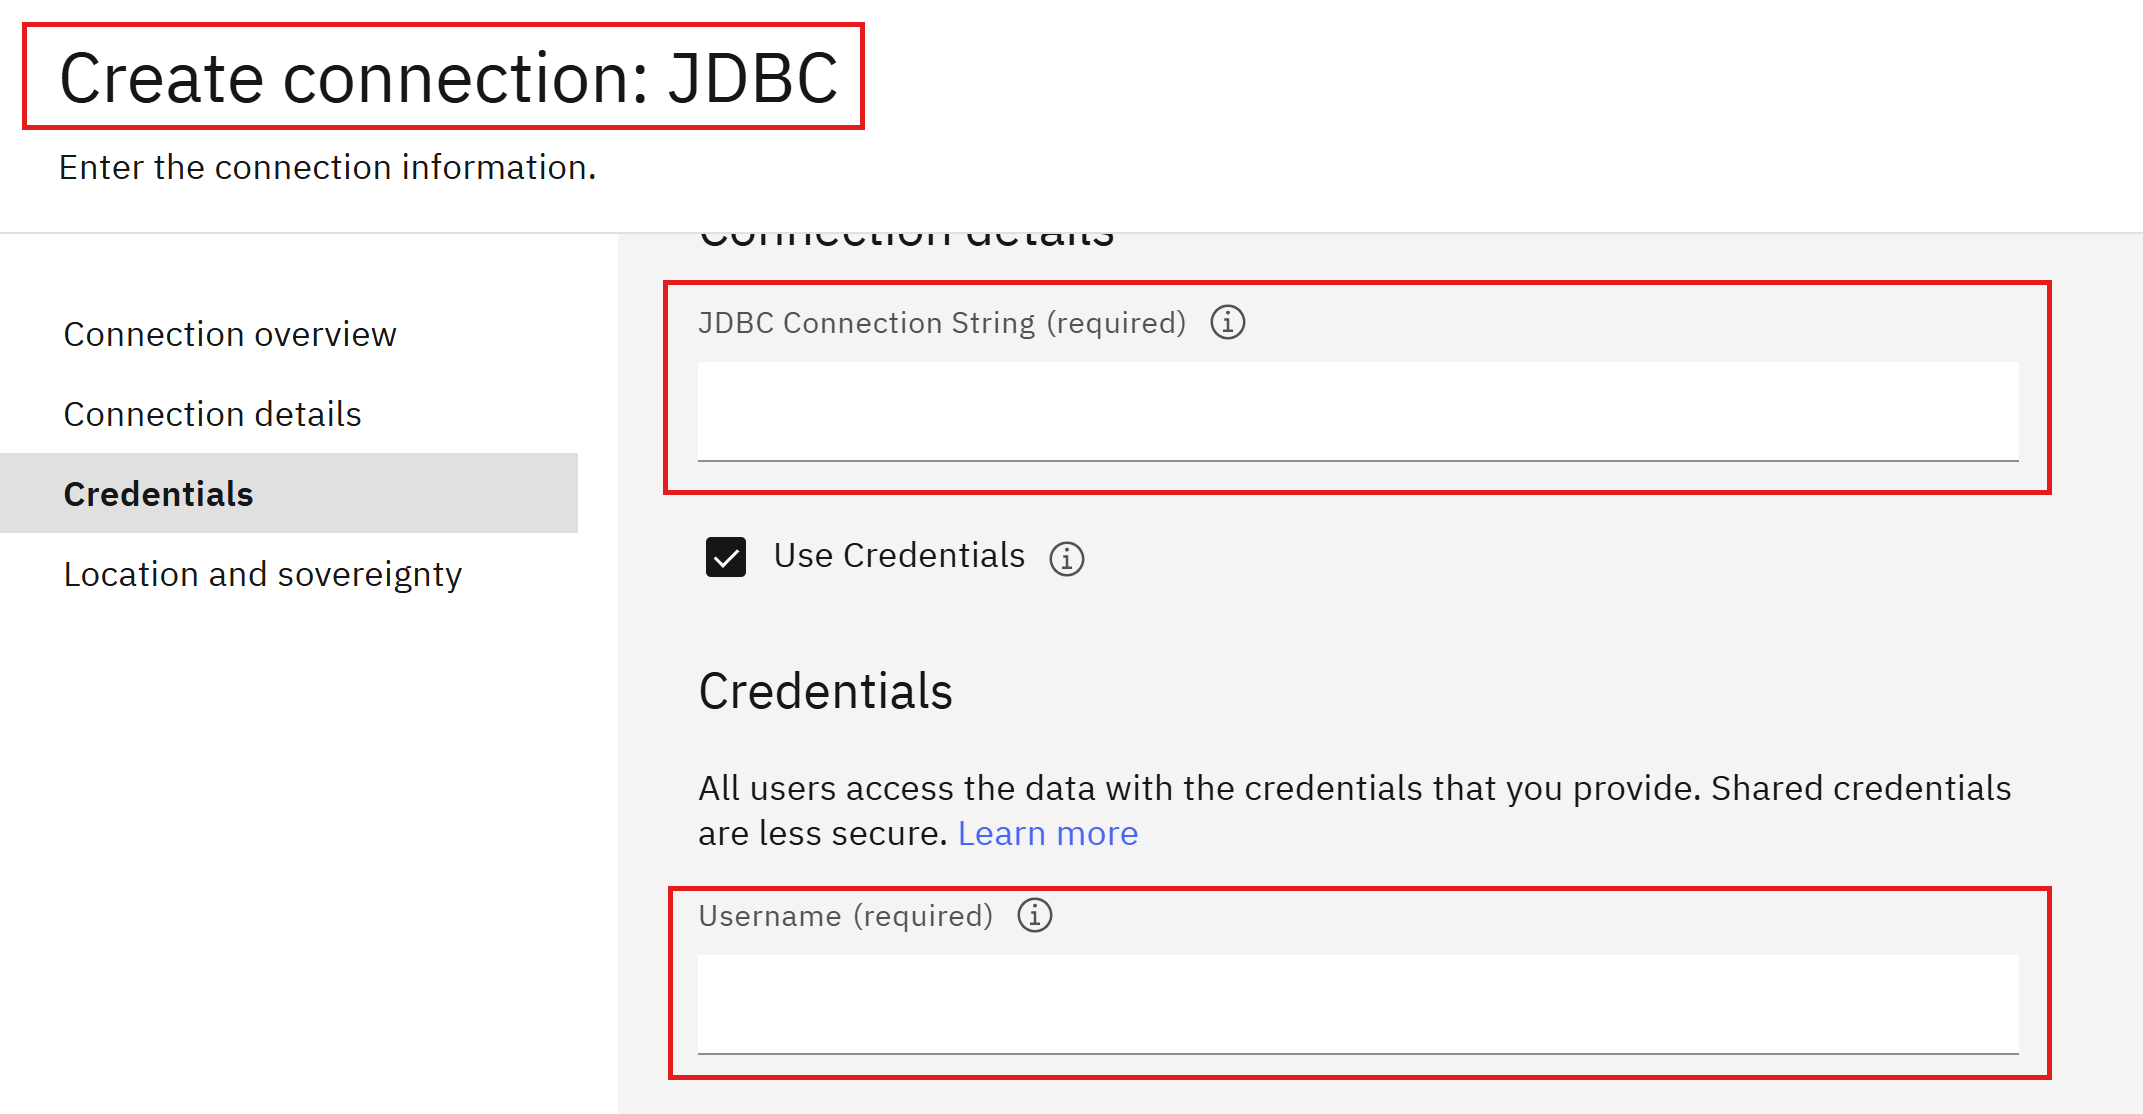 Create connection: JDBC
Enter the connection information.
Connection overview
Connection details
Credentials
Location and sovereignty
Connection details
JDBC Connection String (required)
Use Credentials
Credentials
All users access the data with the credentials that you provide. Shared credentials
are less secure. Learn more
Username (required)